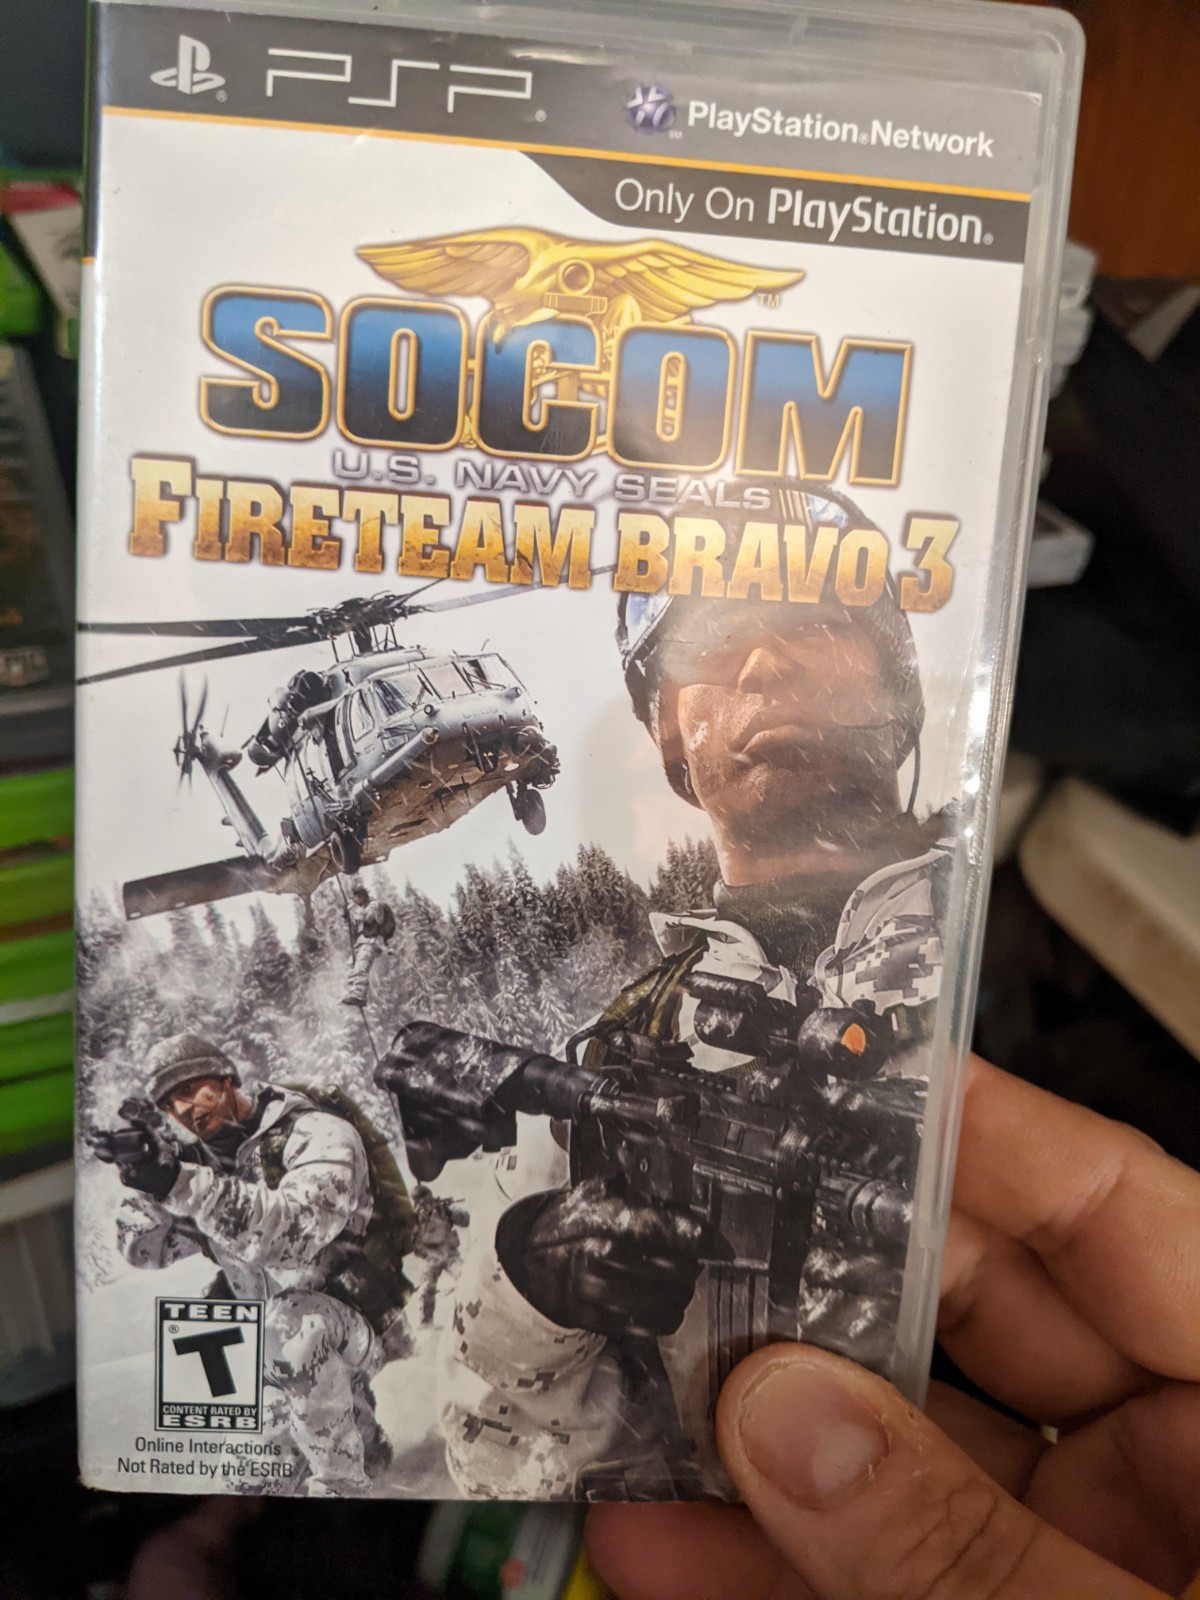 PSP
PlayStation®Network
Only On PlayStation®
SOCOM™
U.S. NAVY SEALS
FIRETEAM BRAVO 3
TEEN
T
CONTENT RATED BY
ESRB
Online Interactions
Not Rated by the ESRB